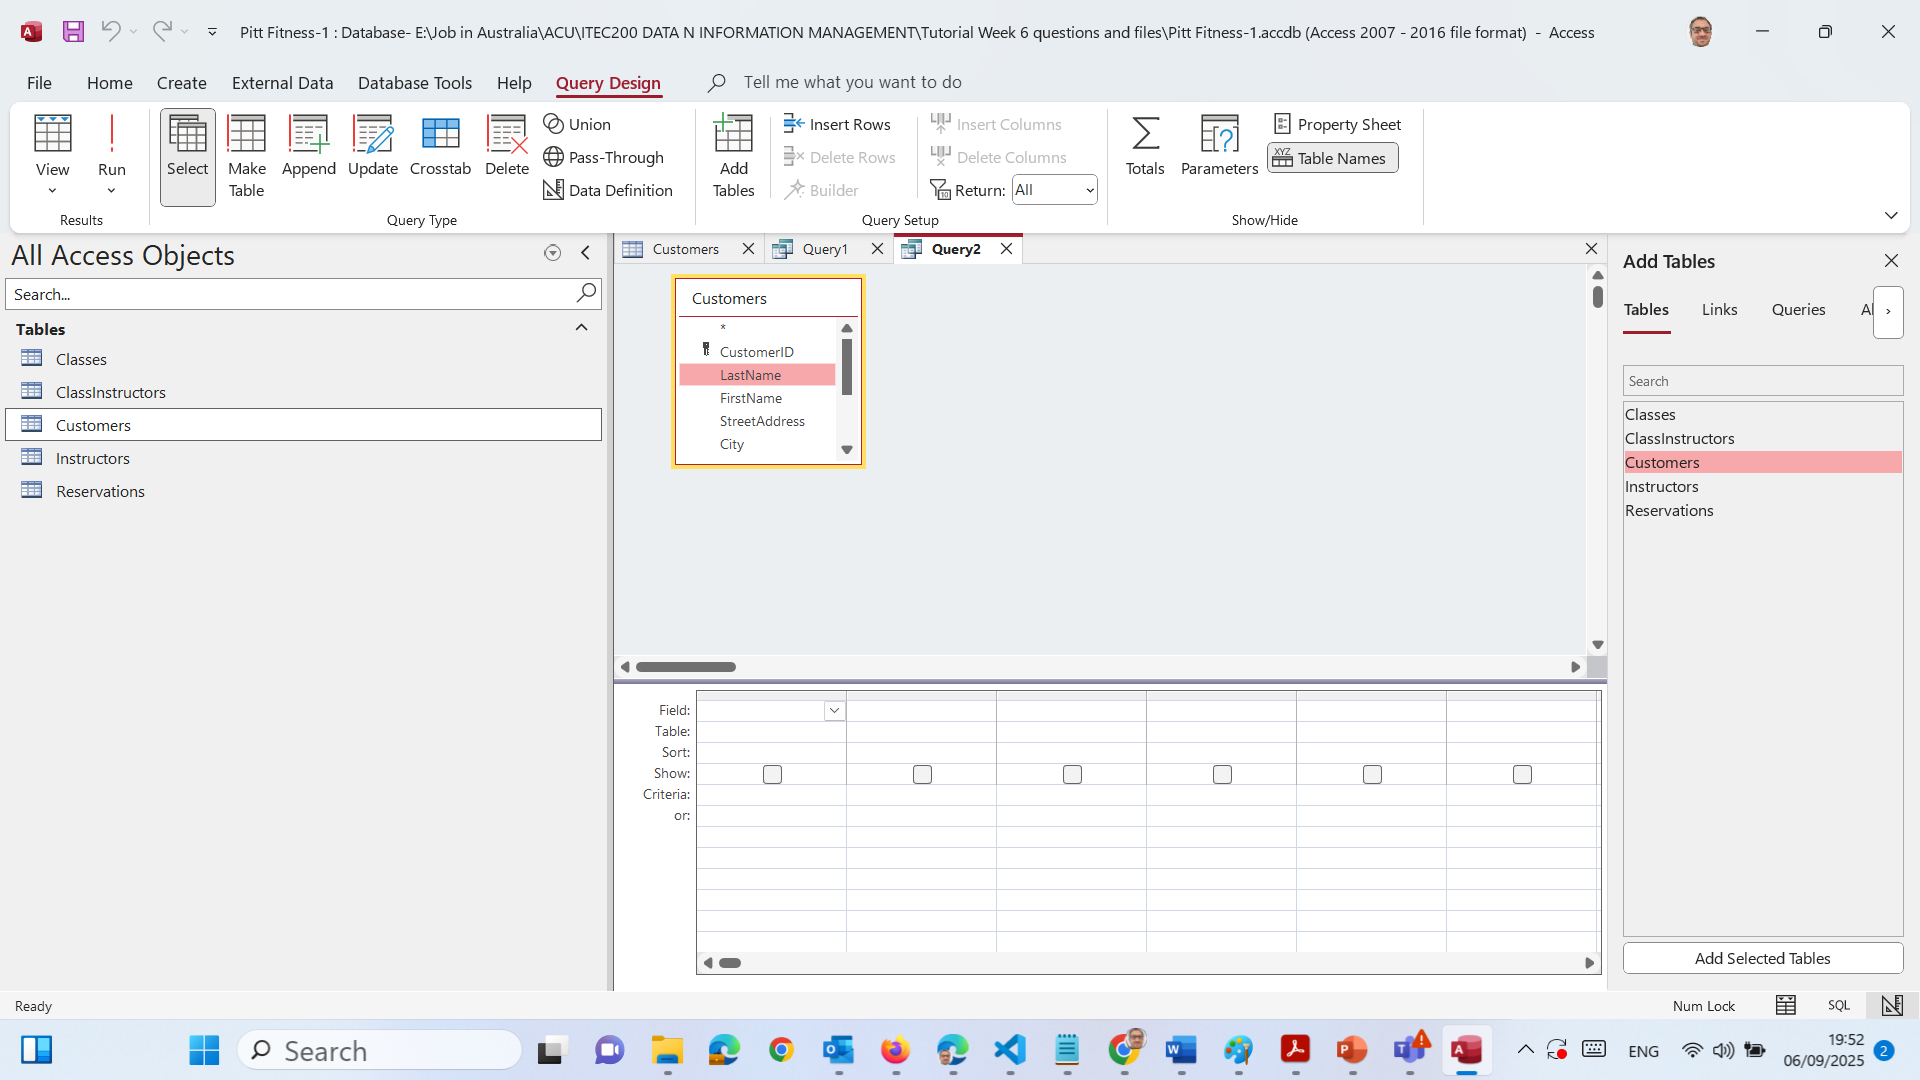 Pitt Fitness-1 : Database- E:\Job in Australia\ACU\ITEC200 DATA N INFORMATION MANAGEMENT\Tutorial Week 6 questions and files\Pitt Fitness-1.accdb (Access 2007 - 2016 file format) - Access
File Home Create External Data Database Tools Help Query Design Tell me what you want to do
View
Run
Results
Select
Make Table
Append
Update
Crosstab
Delete
Union
Pass-Through
Data Definition
Query Type
Add Tables
Insert Rows
Delete Rows
Builder
Insert Columns
Delete Columns
Return: All
Query Setup
Totals
Parameters
Property Sheet
XYZ Table Names
Show/Hide
All Access Objects
Search...
Tables
Classes
ClassInstructors
Customers
Instructors
Reservations
Customers Query1 Query2
Customers
*
CustomerID
LastName
FirstName
StreetAddress
City
Field:
Table:
Sort:
Show:
Criteria:
or:
Add Tables
Tables Links Queries Al
Search
Classes
ClassInstructors
Customers
Instructors
Reservations
Add Selected Tables
Ready
Num Lock
SQL
Search
ENG
19:52
06/09/2025
2